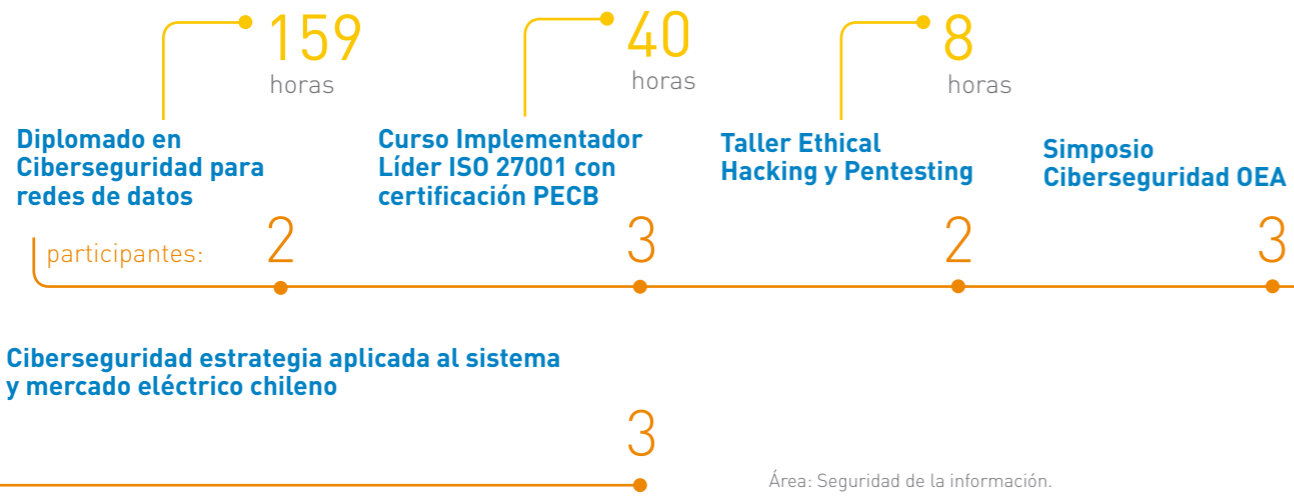 159
horas
40
horas
8
horas
Diplomado en
Ciberseguridad para
redes de datos
Curso Implementador
Líder ISO 27001 con
certificación PECB
Taller Ethical
Hacking y Pentesting
Simposio
Ciberseguridad OEA
participantes:
2
3
2
3
Ciberseguridad estrategia aplicada al sistema
y mercado eléctrico chileno
3
Área: Seguridad de la información.